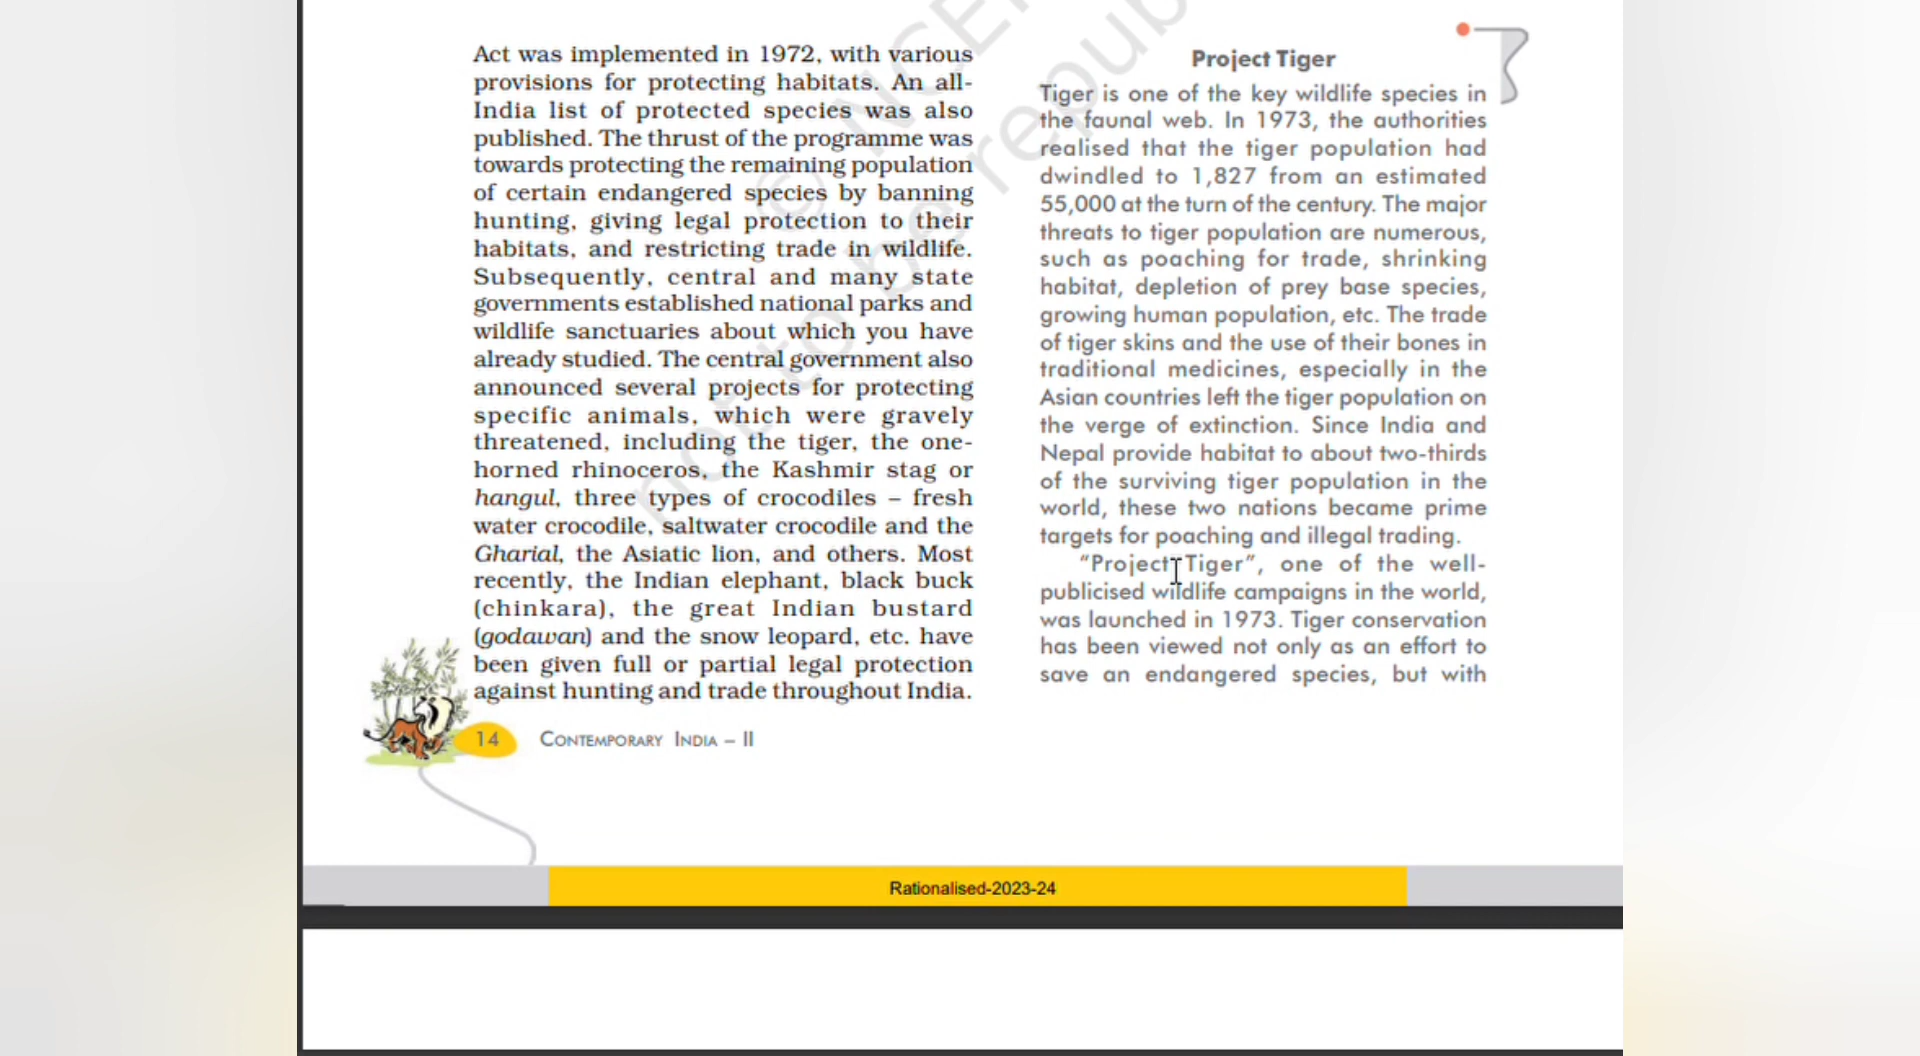 Act was implemented in 1972, with various
provisions for protecting habitats. An all-
India list of protected species was also
published. The thrust of the programme was
towards protecting the remaining population
of certain endangered species by banning
hunting, giving legal protection to their
habitats, and restricting trade in wildlife.
Subsequently, central and many state
governments established national parks and
wildlife sanctuaries about which you have
already studied. The central government also
announced several projects for protecting
specific animals, which were gravely
threatened, including the tiger, the one-
horned rhinoceros, the Kashmir stag or
hangul, three types of crocodiles – fresh
water crocodile, saltwater crocodile and the
Gharial, the Asiatic lion, and others. Most
recently, the Indian elephant, black buck
(chinkara), the great Indian bustard
(godawan) and the snow leopard, etc. have
been given full or partial legal protection
against hunting and trade throughout India.
Project Tiger
Tiger is one of the key wildlife species in
the faunal web. In 1973, the authorities
realised that the tiger population had
dwindled to 1,827 from an estimated
55,000 at the turn of the century. The major
threats to tiger population are numerous,
such as poaching for trade, shrinking
habitat, depletion of prey base species,
growing human population, etc. The trade
of tiger skins and the use of their bones in
traditional medicines, especially in the
Asian countries left the tiger population on
the verge of extinction. Since India and
Nepal provide habitat to about two-thirds
of the surviving tiger population in the
world, these two nations became prime
targets for poaching and illegal trading.
“Project Tiger”, one of the well-
publicised wildlife campaigns in the world,
was launched in 1973. Tiger conservation
has been viewed not only as an effort to
save an endangered species, but with
14 Contemporary India – II
Rationalised-2023-24
© NCE
not to be repub